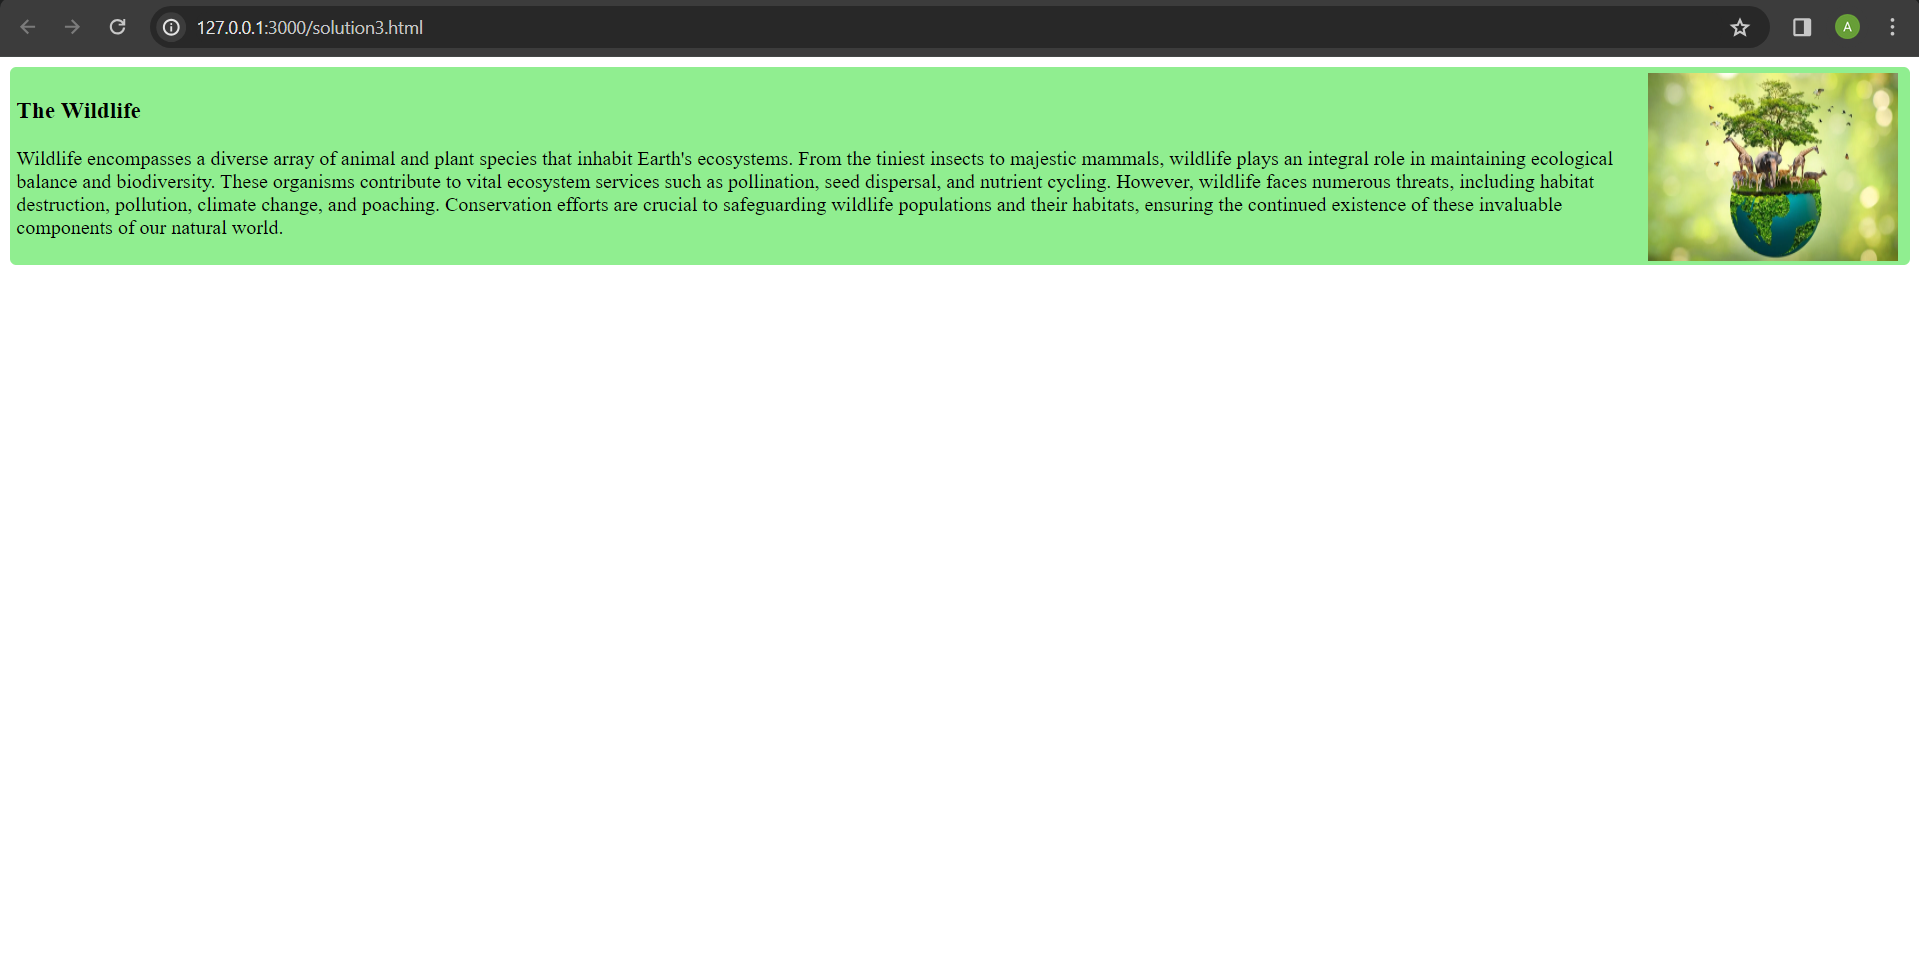 127.0.0.1:3000/solution3.html
A
The Wildlife
Wildlife encompasses a diverse array of animal and plant species that inhabit Earth's ecosystems. From the tiniest insects to majestic mammals, wildlife plays an integral role in maintaining ecological
balance and biodiversity. These organisms contribute to vital ecosystem services such as pollination, seed dispersal, and nutrient cycling. However, wildlife faces numerous threats, including habitat
destruction, pollution, climate change, and poaching. Conservation efforts are crucial to safeguarding wildlife populations and their habitats, ensuring the continued existence of these invaluable
components of our natural world.